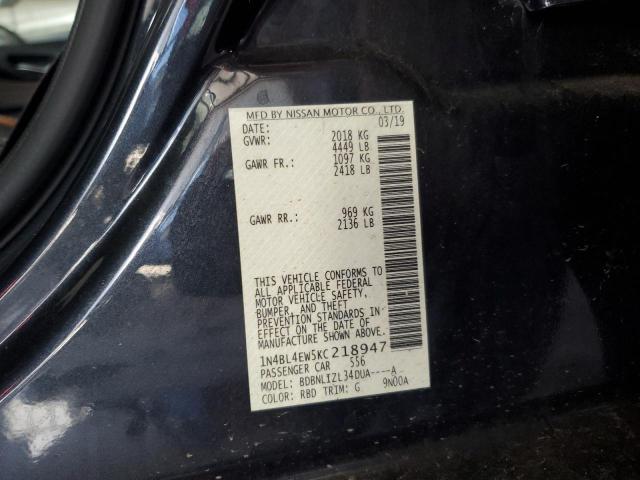 MFD BY NISSAN MOTOR CO., LTD.
DATE: 03/19
GVWR: 2018 KG
4449 LB
GAWR FR.: 1097 KG
2418 LB
GAWR RR.: 969 KG
2136 LB
THIS VEHICLE CONFORMS TO
ALL APPLICABLE FEDERAL
MOTOR VEHICLE SAFETY,
BUMPER, AND THEFT
PREVENTION STANDARDS IN
EFFECT ON THE DATE OF
MANUFACTURE SHOWN ABOVE.
1N4BL4EW5KC218947
PASSENGER CAR 556
MODEL: BDBNLIZL34DUA----A
COLOR: RBD TRIM: G 9N00A